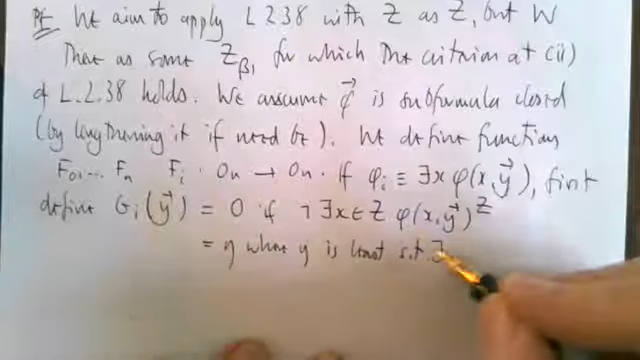 Pf We aim to apply L 2.38 with Z as Z, but W
then as some Z_β, for which the criterion at (ii)
of L.2.38 holds. We assume φ⃗ is subformula closed
(by lengthening it if need be). We define functions
F₀,... Fₙ Fᵢ : On → On. If φᵢ ≡ ∃x φ(x, y⃗), first
define Gᵢ(y⃗) = 0 if ¬∃x∈Z φ(x, y⃗)^Z
= η where η is least s.t. ∃